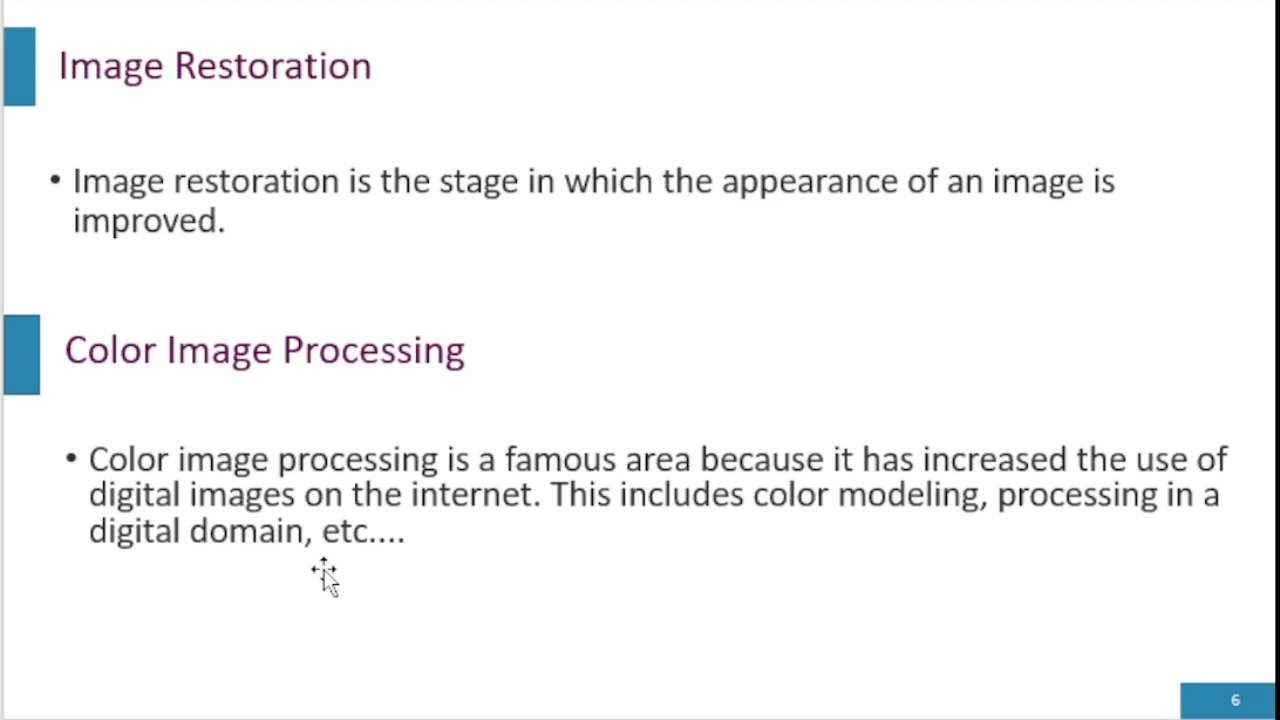 Image Restoration
• Image restoration is the stage in which the appearance of an image is
improved.
Color Image Processing
• Color image processing is a famous area because it has increased the use of
digital images on the internet. This includes color modeling, processing in a
digital domain, etc....
6